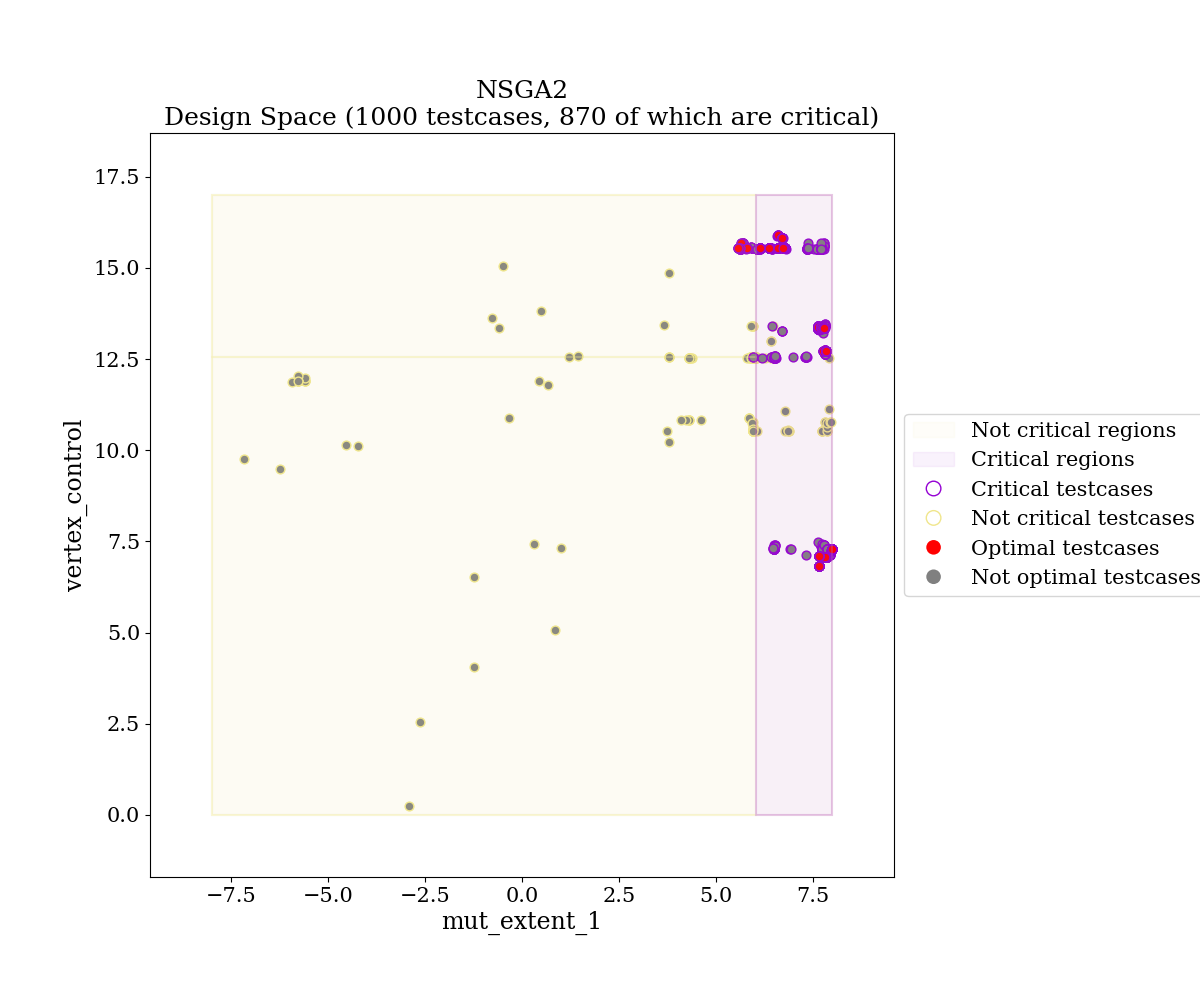 NSGA2
Design Space (1000 testcases, 870 of which are critical)
17.5
15.0
12.5
10.0
7.5
5.0
2.5
0.0
vertex_control
−7.5
−5.0
−2.5
0.0
2.5
5.0
7.5
mut_extent_1
Not critical regions
Critical regions
Critical testcases
Not critical testcases
Optimal testcases
Not optimal testcases